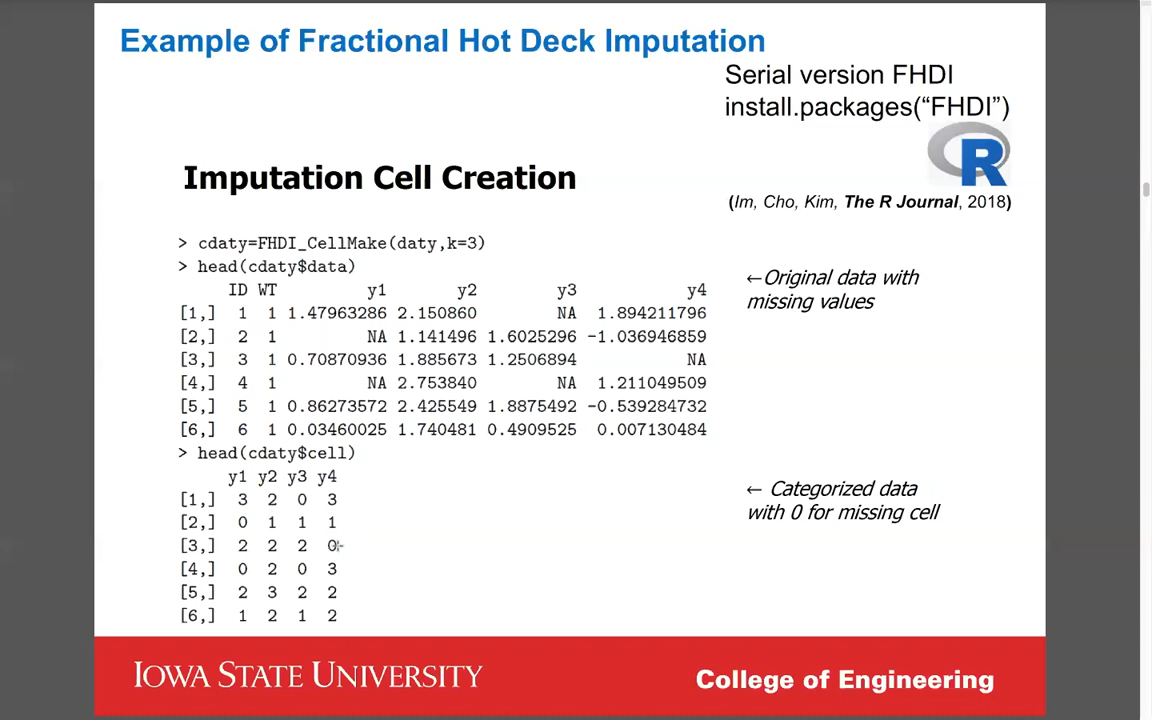 Example of Fractional Hot Deck Imputation
Serial version FHDI
install.packages(“FHDI”)
R
Imputation Cell Creation
(Im, Cho, Kim, The R Journal, 2018)
> cdaty=FHDI_CellMake(daty,k=3)
> head(cdaty$data)
←Original data with
missing values
ID WT y1 y2 y3 y4
[1,] 1 1 1.47963286 2.150860 NA 1.894211796
[2,] 2 1 NA 1.141496 1.6025296 -1.036946859
[3,] 3 1 0.70870936 1.885673 1.2506894 NA
[4,] 4 1 NA 2.753840 NA 1.211049509
[5,] 5 1 0.86273572 2.425549 1.8875492 -0.539284732
[6,] 6 1 0.03460025 1.740481 0.4909525 0.007130484
> head(cdaty$cell)
y1 y2 y3 y4
← Categorized data
with 0 for missing cell
[1,] 3 2 0 3
[2,] 0 1 1 1
[3,] 2 2 2 0
[4,] 0 2 0 3
[5,] 2 3 2 2
[6,] 1 2 1 2
IOWA STATE UNIVERSITY
College of Engineering